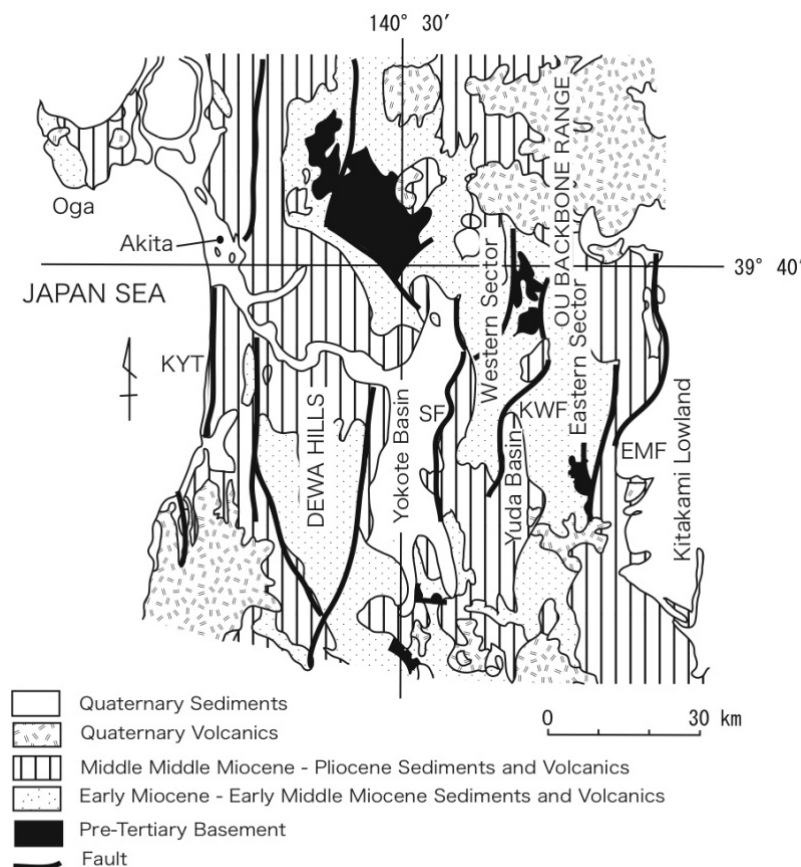 140° 30′
OU BACKBONE RANGE
Oga
Akita
39° 40′
JAPAN SEA
Western Sector
Eastern Sector
KYT
DEWA HILLS
Yokote Basin
SF
KWF
Yuda Basin
EMF
Kitakami Lowland
Quaternary Sediments
Quaternary Volcanics
0 30 km
Middle Middle Miocene - Pliocene Sediments and Volcanics
Early Miocene - Early Middle Miocene Sediments and Volcanics
Pre-Tertiary Basement
Fault